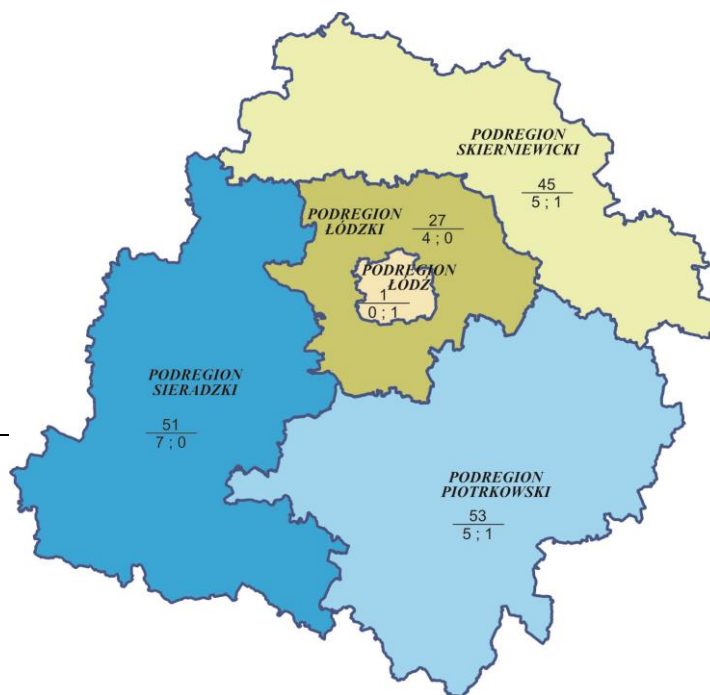 PODREGION
SKIERNIEWICKI
45
5 ; 1
PODREGION
ŁÓDZKI
27
4 ; 0
PODREGION
ŁÓDŹ
1
0 ; 1
PODREGION
SIERADZKI
51
7 ; 0
PODREGION
PIOTRKOWSKI
53
5 ; 1